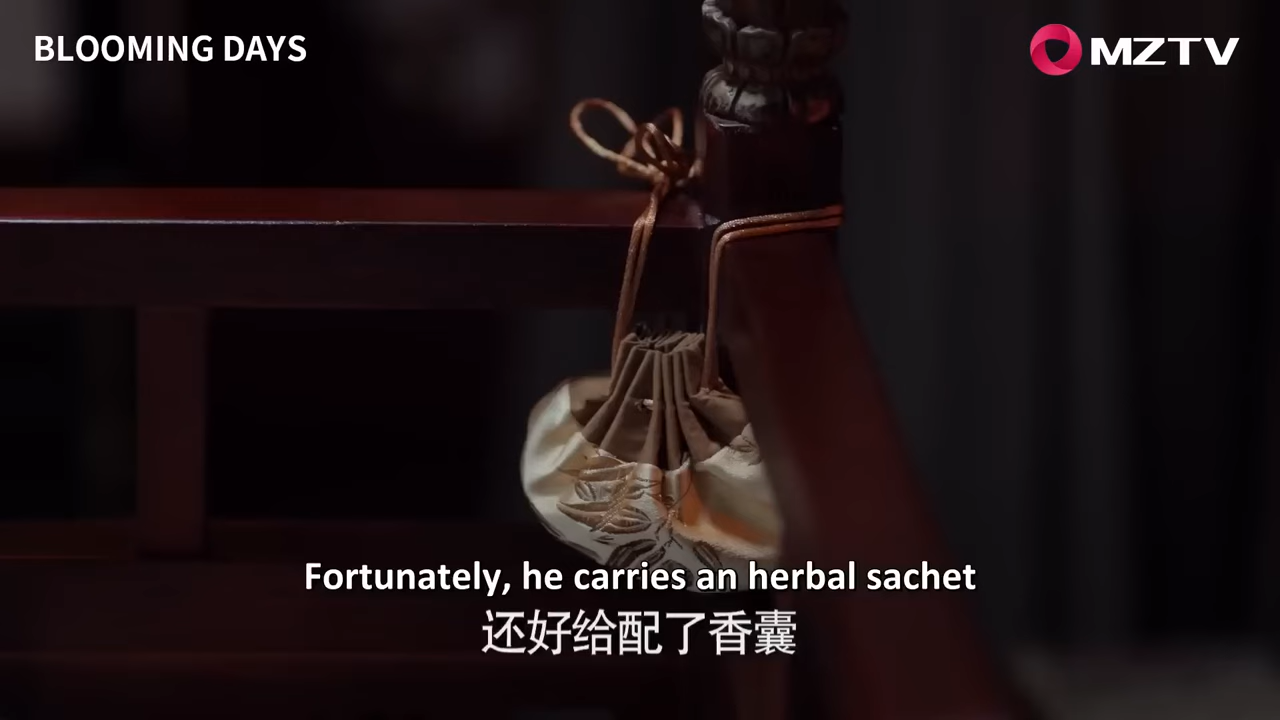 BLOOMING DAYS
MZTV
Fortunately, he carries an herbal sachet
还好给配了香囊